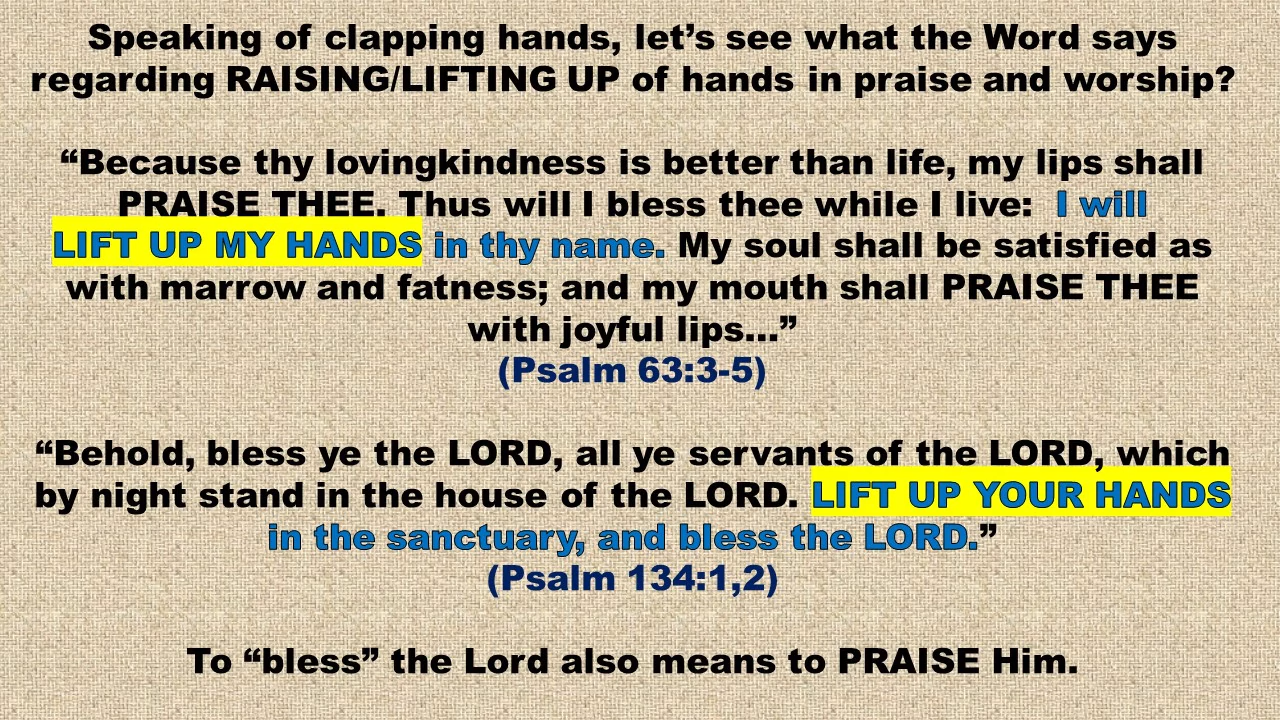 Speaking of clapping hands, let’s see what the Word says
regarding RAISING/LIFTING UP of hands in praise and worship?
“Because thy lovingkindness is better than life, my lips shall
PRAISE THEE. Thus will I bless thee while I live: I will
LIFT UP MY HANDS in thy name. My soul shall be satisfied as
with marrow and fatness; and my mouth shall PRAISE THEE
with joyful lips...”
(Psalm 63:3-5)
“Behold, bless ye the LORD, all ye servants of the LORD, which
by night stand in the house of the LORD. LIFT UP YOUR HANDS
in the sanctuary, and bless the LORD.”
(Psalm 134:1,2)
To “bless” the Lord also means to PRAISE Him.